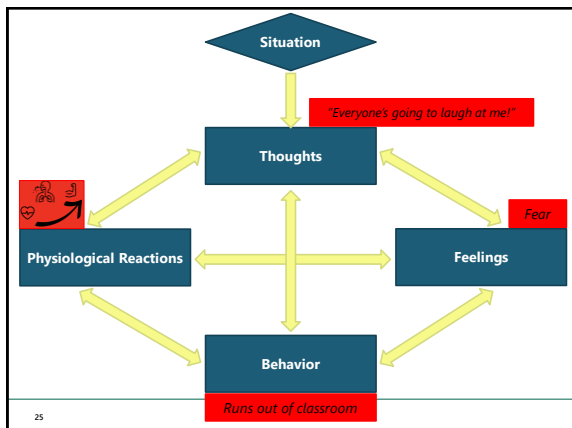 Situation
"Everyone's going to laugh at me!"
Thoughts
Fear
Physiological Reactions
Feelings
Behavior
Runs out of classroom
25